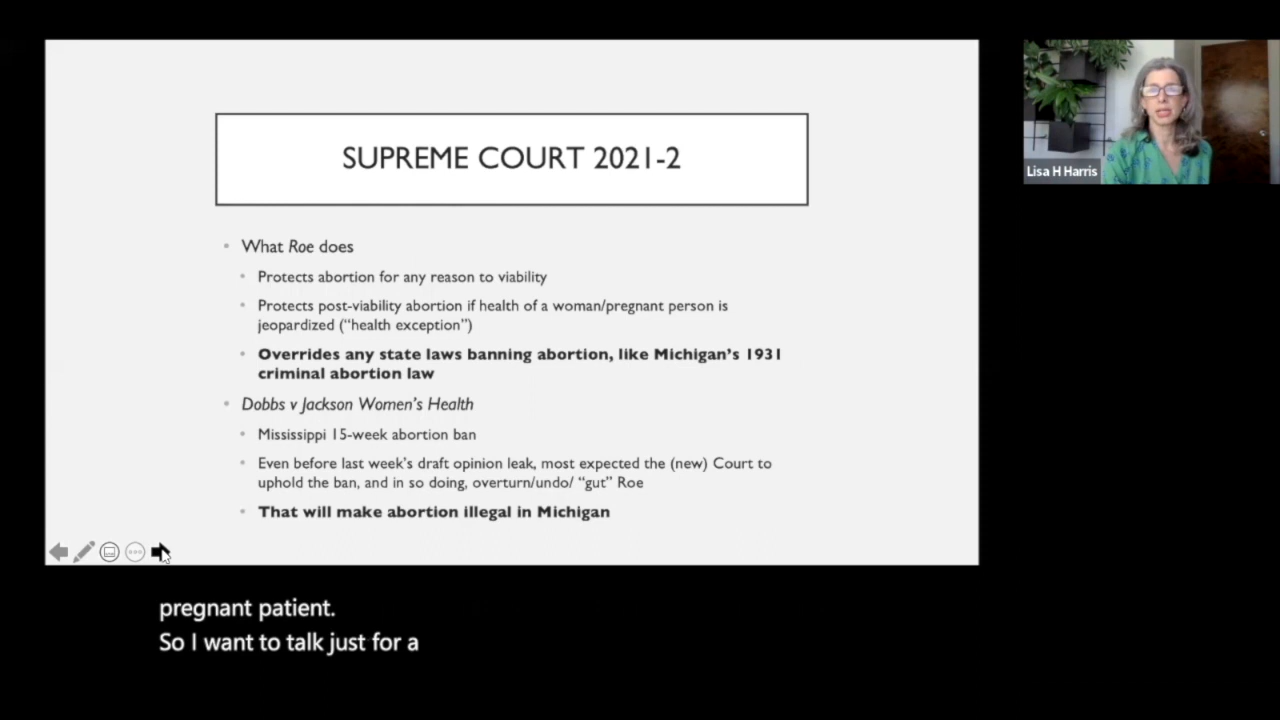 SUPREME COURT 2021-2
• What Roe does
• Protects abortion for any reason to viability
• Protects post-viability abortion if health of a woman/pregnant person is
jeopardized (“health exception”)
• Overrides any state laws banning abortion, like Michigan’s 1931
criminal abortion law
• Dobbs v Jackson Women’s Health
• Mississippi 15-week abortion ban
• Even before last week’s draft opinion leak, most expected the (new) Court to
uphold the ban, and in so doing, overturn/undo/ “gut” Roe
• That will make abortion illegal in Michigan
Lisa H Harris
pregnant patient.
So I want to talk just for a